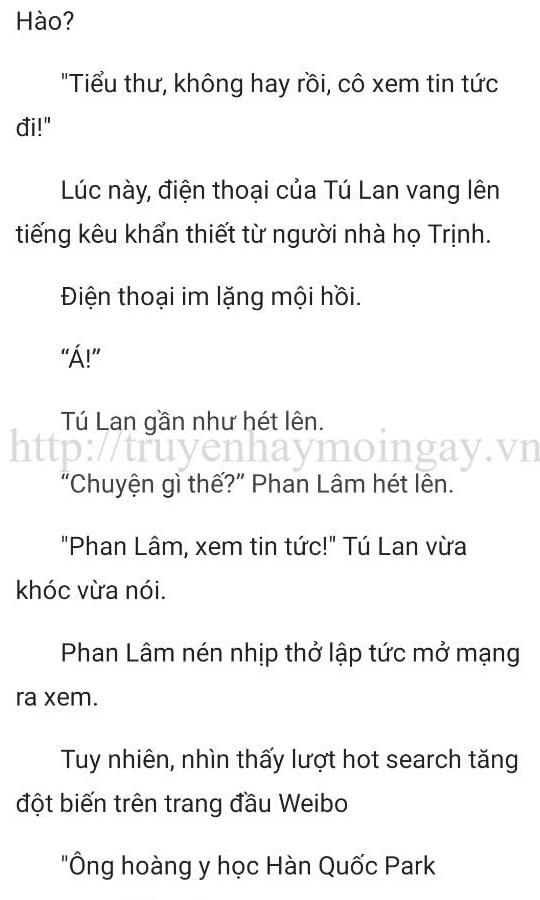 Hào?
"Tiểu thư, không hay rồi, cô xem tin tức
đi!"
Lúc này, điện thoại của Tú Lan vang lên
tiếng kêu khẩn thiết từ người nhà họ Trịnh.
Điện thoại im lặng mội hồi.
“Á!”
Tú Lan gần như hét lên.
http://truyenhaymoingay.vn
“Chuyện gì thế?” Phan Lâm hét lên.
"Phan Lâm, xem tin tức!" Tú Lan vừa
khóc vừa nói.
Phan Lâm nén nhịp thở lập tức mở mạng
ra xem.
Tuy nhiên, nhìn thấy lượt hot search tăng
đột biến trên trang đầu Weibo
"Ông hoàng y học Hàn Quốc Park